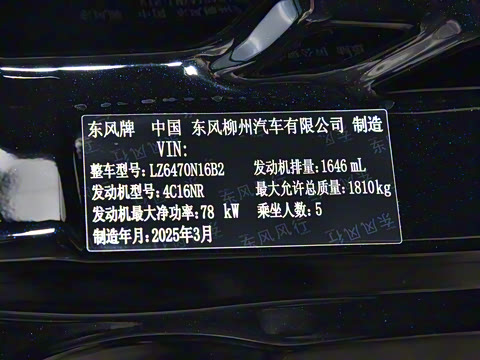 东风牌 中国 东风柳州汽车有限公司 制造
VIN:
整车型号: LZ6470N16B2 发动机排量: 1646 mL
发动机型号: 4C16NR 最大允许总质量: 1810 kg
发动机最大净功率: 78 kW 乘坐人数: 5
制造年月: 2025年3月